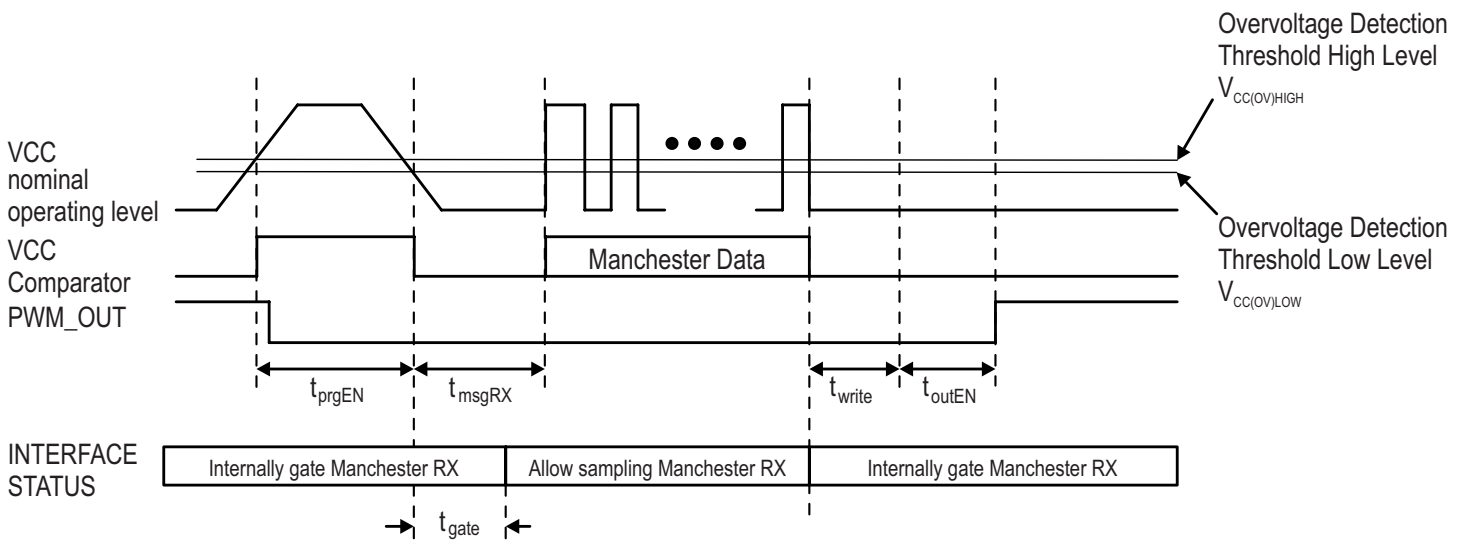 Overvoltage Detection
Threshold High Level
VCC(OV)HIGH
VCC
nominal
operating level
VCC
Comparator
PWM_OUT
Manchester Data
Overvoltage Detection
Threshold Low Level
VCC(OV)LOW
tprgEN
tmsgRX
twrite
toutEN
INTERFACE
STATUS
Internally gate Manchester RX
Allow sampling Manchester RX
Internally gate Manchester RX
tgate